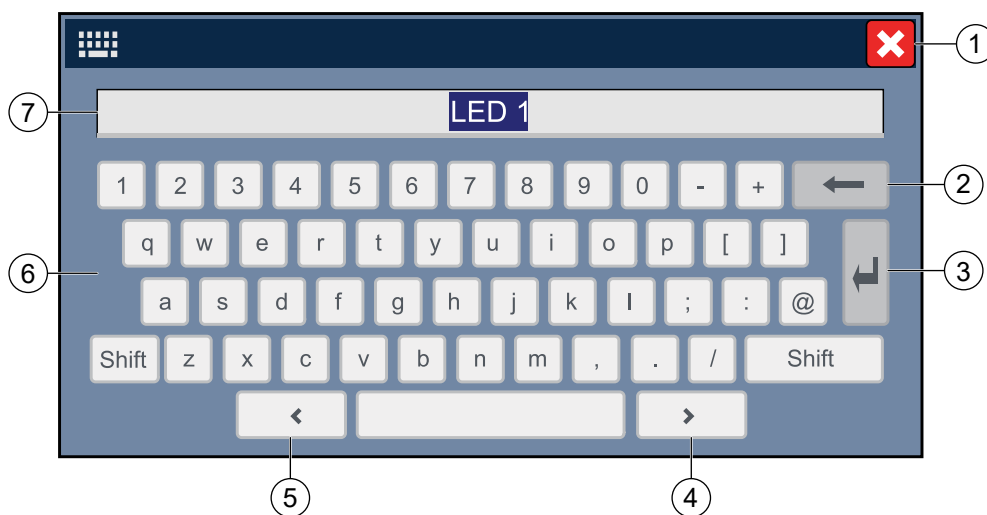 1
7 LED 1
1 2 3 4 5 6 7 8 9 0 - + 2
q w e r t y u i o p [ ]
6 3
a s d f g h j k l ; : @
Shift z x c v b n m , . / Shift
< >
5 4